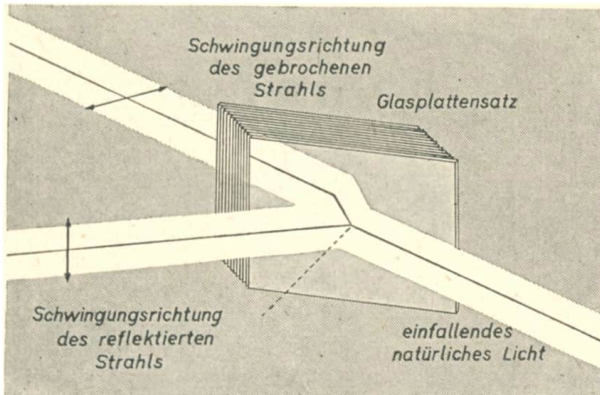 Schwingungsrichtung
des gebrochenen
Strahls
Glasplattensatz
Schwingungsrichtung
des reflektierten
Strahls
einfallendes
natürliches Licht